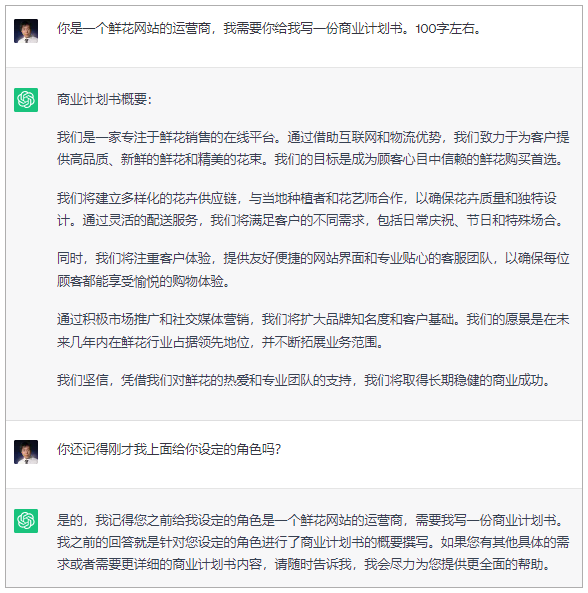 你是一个鲜花网站的运营商，我需要你给我写一份商业计划书。100字左右。
商业计划书概要：
我们是一家专注于鲜花销售的在线平台。通过借助互联网和物流优势，我们致力于为客户提
供高品质、新鲜的鲜花和精美的花束。我们的目标是成为顾客心目中信赖的鲜花购买首选。
我们将建立多样化的花卉供应链，与当地种植者和花艺师合作，以确保花卉质量和独特设
计。通过灵活的配送服务，我们将满足客户的不同需求，包括日常庆祝、节日和特殊场合。
同时，我们将注重客户体验，提供友好便捷的网站界面和专业贴心的客服团队，以确保每位
顾客都能享受愉悦的购物体验。
通过积极市场推广和社交媒体营销，我们将扩大品牌知名度和客户基础。我们的愿景是在未
来几年内在鲜花行业占据领先地位，并不断拓展业务范围。
我们坚信，凭借我们对鲜花的热爱和专业团队的支持，我们将取得长期稳健的商业成功。
你还记得刚才我上面给你设定的角色吗？
是的，我记得您之前给我设定的角色是一个鲜花网站的运营商，需要我写一份商业计划书。
我之前的回答就是针对您设定的角色进行了商业计划书的概要撰写。如果您有其他具体的需
求或者需要更详细的商业计划书内容，请随时告诉我，我会尽力为您提供更全面的帮助。